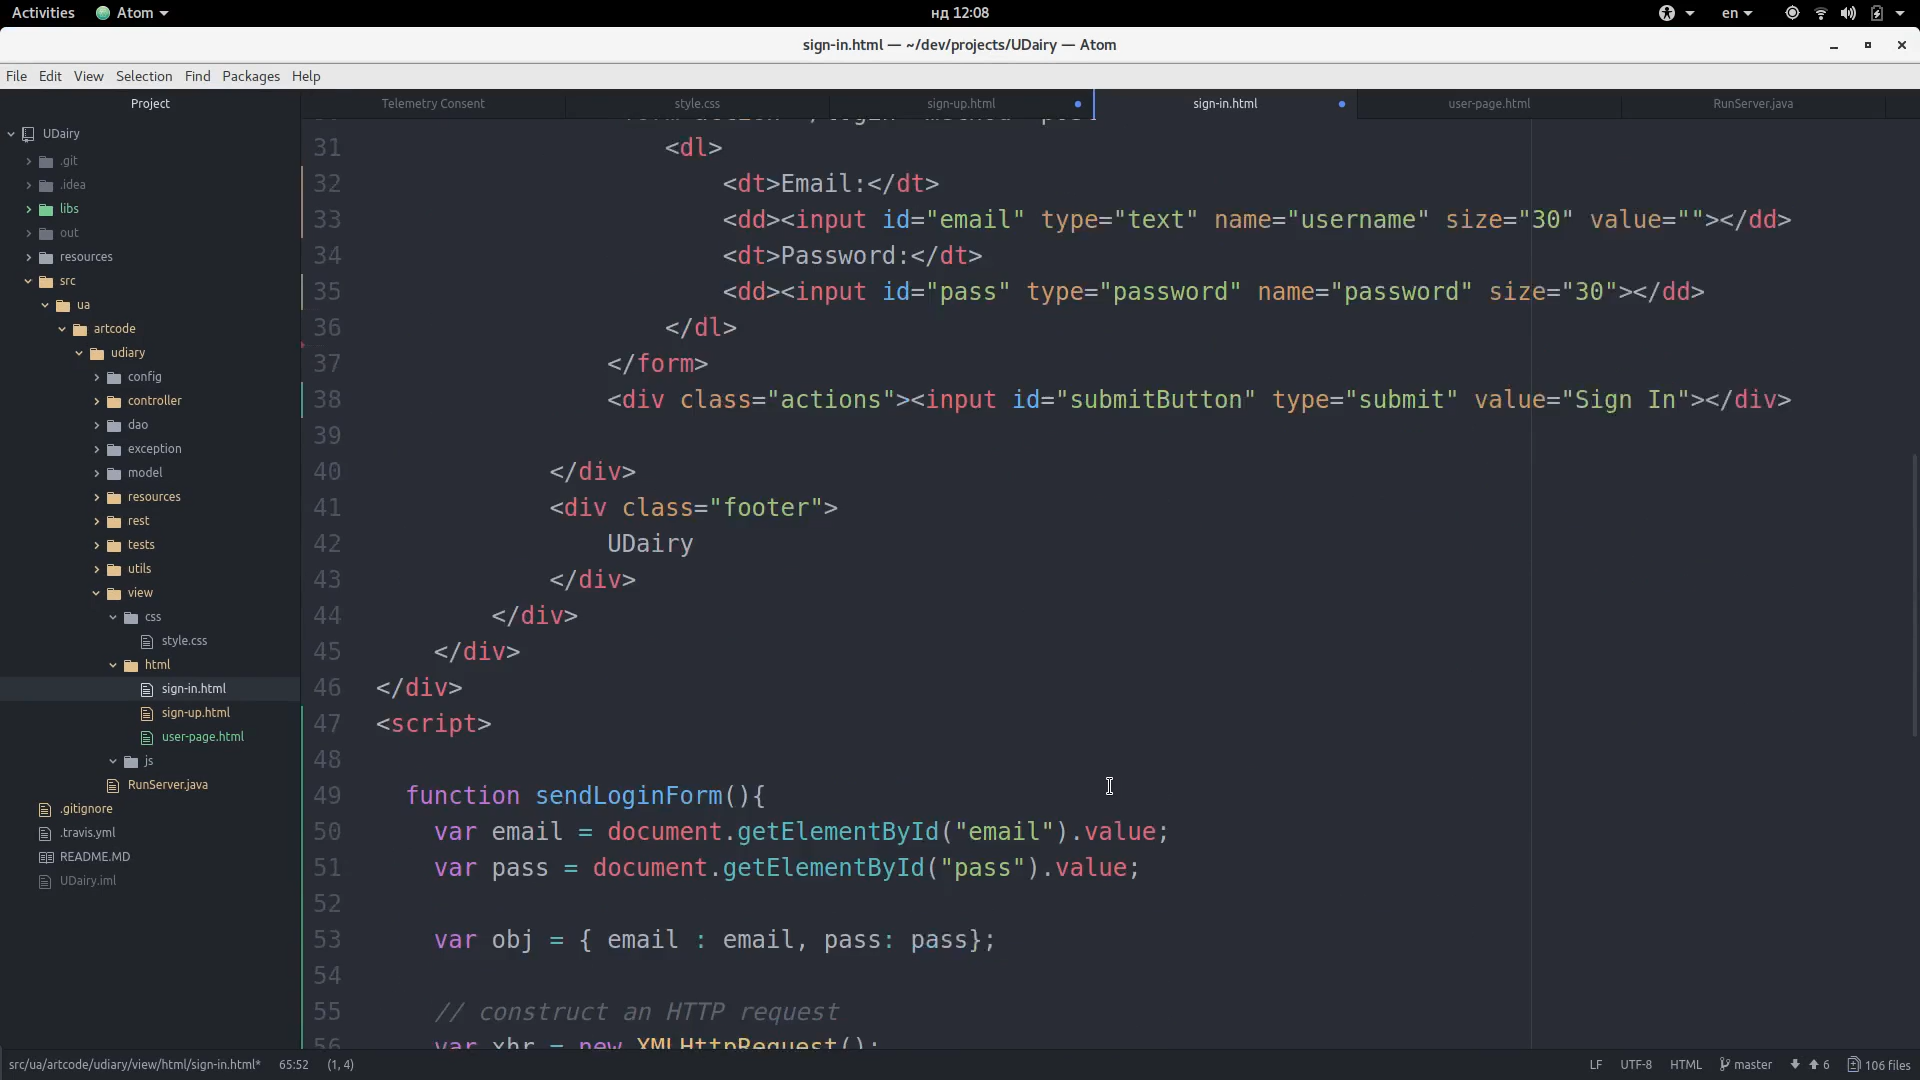 Activities Atom нд 12:08 en
sign-in.html — ~/dev/projects/UDairy — Atom
File Edit View Selection Find Packages Help
Project
Telemetry Consent style.css sign-up.html sign-in.html user-page.html RunServer.java
UDairy
.git
.idea
libs
out
resources
src
ua
artcode
udiary
config
controller
dao
exception
model
resources
rest
tests
utils
view
css
style.css
html
sign-in.html
sign-up.html
user-page.html
js
RunServer.java
.gitignore
.travis.yml
README.MD
UDairy.iml
31 <dl>
32 <dt>Email:</dt>
33 <dd><input id="email" type="text" name="username" size="30" value=""></dd>
34 <dt>Password:</dt>
35 <dd><input id="pass" type="password" name="password" size="30"></dd>
36 </dl>
37 </form>
38 <div class="actions"><input id="submitButton" type="submit" value="Sign In"></div>
39
40 </div>
41 <div class="footer">
42 UDairy
43 </div>
44 </div>
45 </div>
46 </div>
47 <script>
48
49 function sendLoginForm(){
50 var email = document.getElementById("email").value;
51 var pass = document.getElementById("pass").value;
52
53 var obj = { email : email, pass: pass};
54
55 // construct an HTTP request
56 var xhr = new XMLHttpRequest();
src/ua/artcode/udiary/view/html/sign-in.html* 65:52 (1, 4) LF UTF-8 HTML master 6 106 files